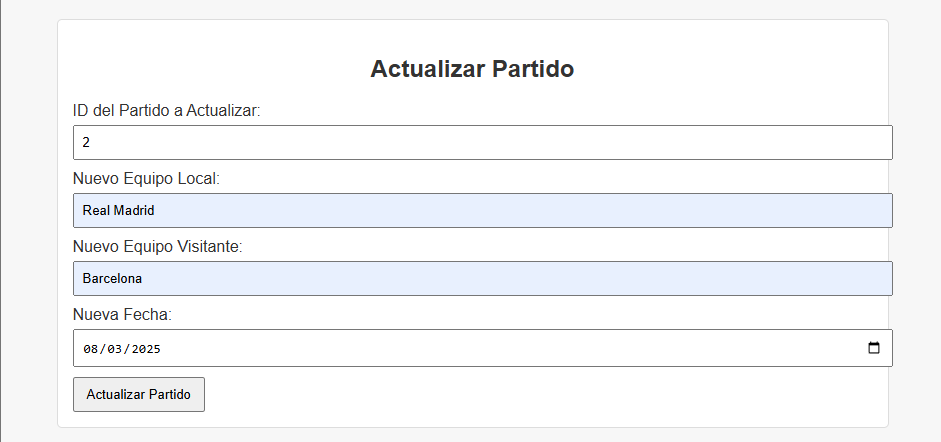 Actualizar Partido
ID del Partido a Actualizar:
2
Nuevo Equipo Local:
Real Madrid
Nuevo Equipo Visitante:
Barcelona
Nueva Fecha:
08/03/2025
Actualizar Partido